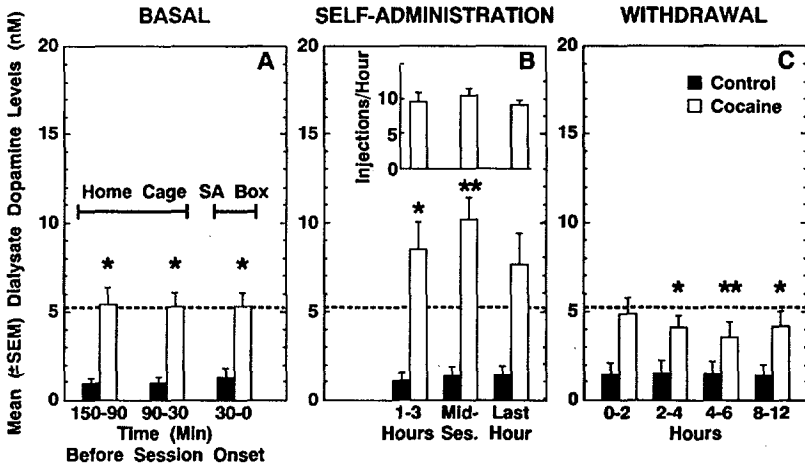 BASAL
SELF-ADMINISTRATION
WITHDRAWAL
Mean (±SEM) Dialysate Dopamine Levels (nM)
20
15
10
5
0
A
Home Cage
SA Box
*
*
*
150-90
90-30
30-0
Time (Min)
Before Session Onset
20
15
10
5
0
B
Injections/Hour
10
5
0
*
**
1-3
Hours
Mid-
Ses.
Last
Hour
20
15
10
5
0
C
Control
Cocaine
*
**
*
0-2
2-4
4-6
8-12
Hours